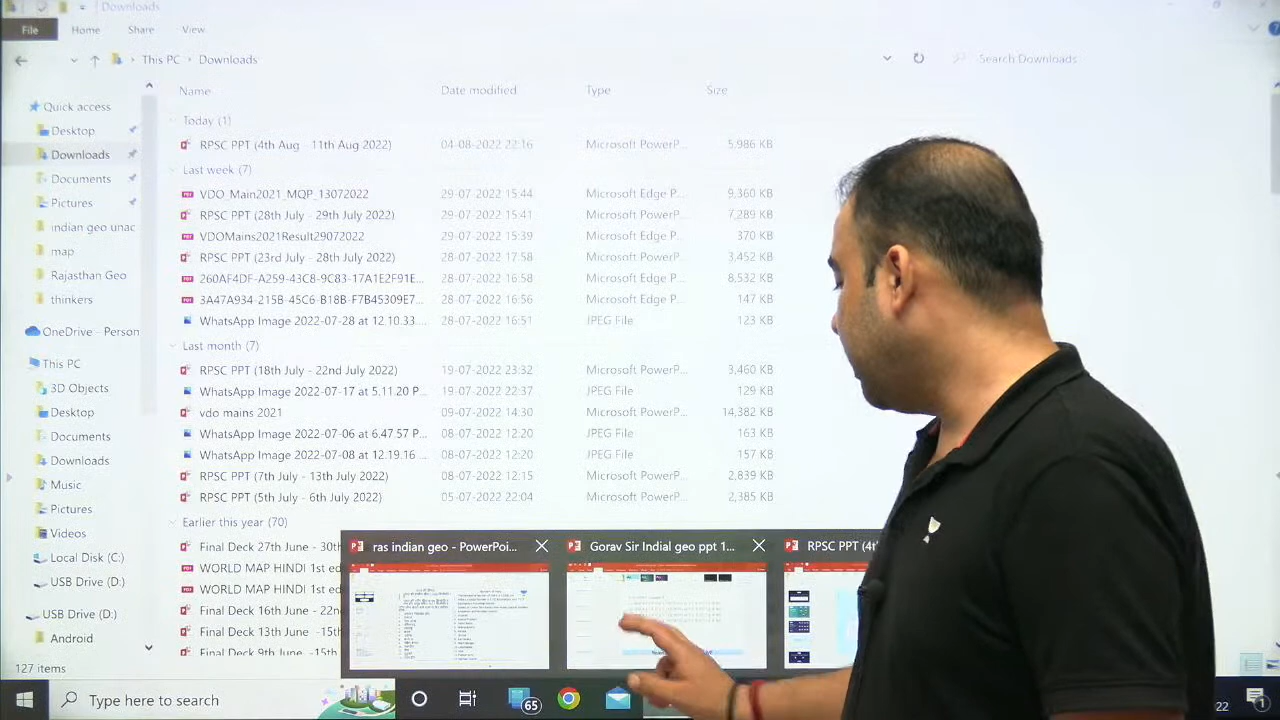 Downloads
File Home Share View
This PC Downloads
Search Downloads
Name Date modified Type Size
Quick access
Desktop
Downloads
Documents
Pictures
indian geo unac
map
Rajasthan Geo
thinkers
OneDrive - Person
This PC
3D Objects
Desktop
Documents
Downloads
Music
Pictures
Videos
Local Disk (C:)
USB Drive (D:)
USB Drive (D:)
Android
127 items
Today (1)
RPSC PPT (4th Aug - 11th Aug 2022) 04-08-2022 22:16 Microsoft PowerP... 5,986 KB
Last week (7)
VDO_Main2021_MQP_13072022 29-07-2022 15:44 Microsoft Edge P... 9,360 KB
RPSC PPT (28th July - 29th July 2022) 29-07-2022 15:41 Microsoft PowerP... 7,289 KB
VDOMains2021Result29072022 29-07-2022 15:39 Microsoft Edge P... 370 KB
RPSC PPT (23rd July - 28th July 2022) 28-07-2022 17:58 Microsoft PowerP... 3,452 KB
28-07-2022 16:58 Microsoft Edge P... 8,532 KB
28-07-2022 16:56 Microsoft Edge P... 147 KB
WhatsApp Image 2022-07-28 at 12.10.33... 28-07-2022 16:51 JPEG File 123 KB
Last month (7)
RPSC PPT (18th July - 22nd July 2022) 19-07-2022 23:32 Microsoft PowerP... 3,460 KB
WhatsApp Image 2022-07-17 at 5.11.20 P... 19-07-2022 17:22 JPEG File 129 KB
vdo mains 2021 09-07-2022 14:30 Microsoft PowerP... 14,382 KB
WhatsApp Image 2022-07-06 at 6.47.57 P... 08-07-2022 12:20 JPEG File 163 KB
WhatsApp Image 2022-07-08 at 12.19.16 ... 08-07-2022 12:20 JPEG File 157 KB
RPSC PPT (7th July - 13th July 2022) 08-07-2022 12:15 Microsoft PowerP... 2,839 KB
RPSC PPT (5th July - 6th July 2022) 05-07-2022 22:04 Microsoft PowerP... 2,385 KB
Earlier this year (70)
Final Deck 27th June - 30th
WORLD MAP HINDI 1st ed
WORLD MAP HINDI 1st ed
Final Deck 16th June - 22n
Final Deck 13th June - 15th
Final Deck 9th June - 15th
ras indian geo - PowerPoi...
Gorav Sir Indial geo ppt 1...
RPSC PPT (4th
Type here to search
65
22
1